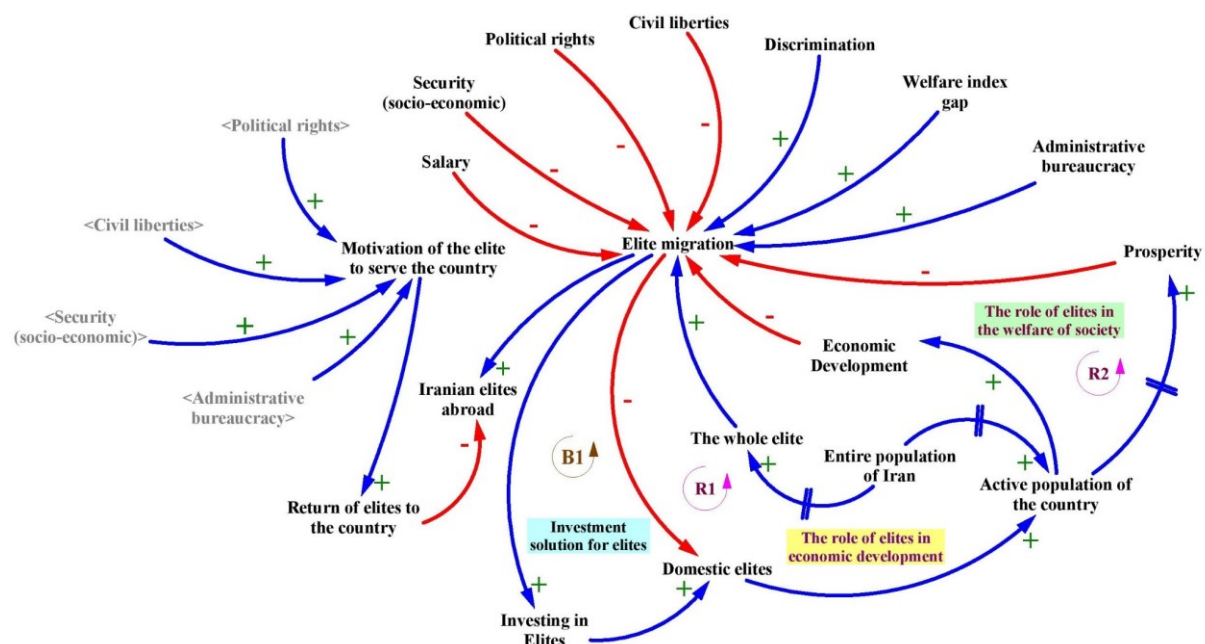 Civil liberties
Political rights
Discrimination
Security
(socio-economic)
Welfare index
gap
<Political rights>
Salary
Administrative
bureaucracy
<Civil liberties>
Motivation of the elite
to serve the country
Elite migration
Prosperity
<Security
(socio-economic)>
The role of elites in
the welfare of society
Economic
Development
R2
<Administrative
bureaucracy>
Iranian elites
abroad
The whole elite
B1
Entire population
of Iran
R1
Active population of
the country
Return of elites to
the country
Investment
solution for elites
The role of elites in
economic development
Domestic elites
Investing in
Elites